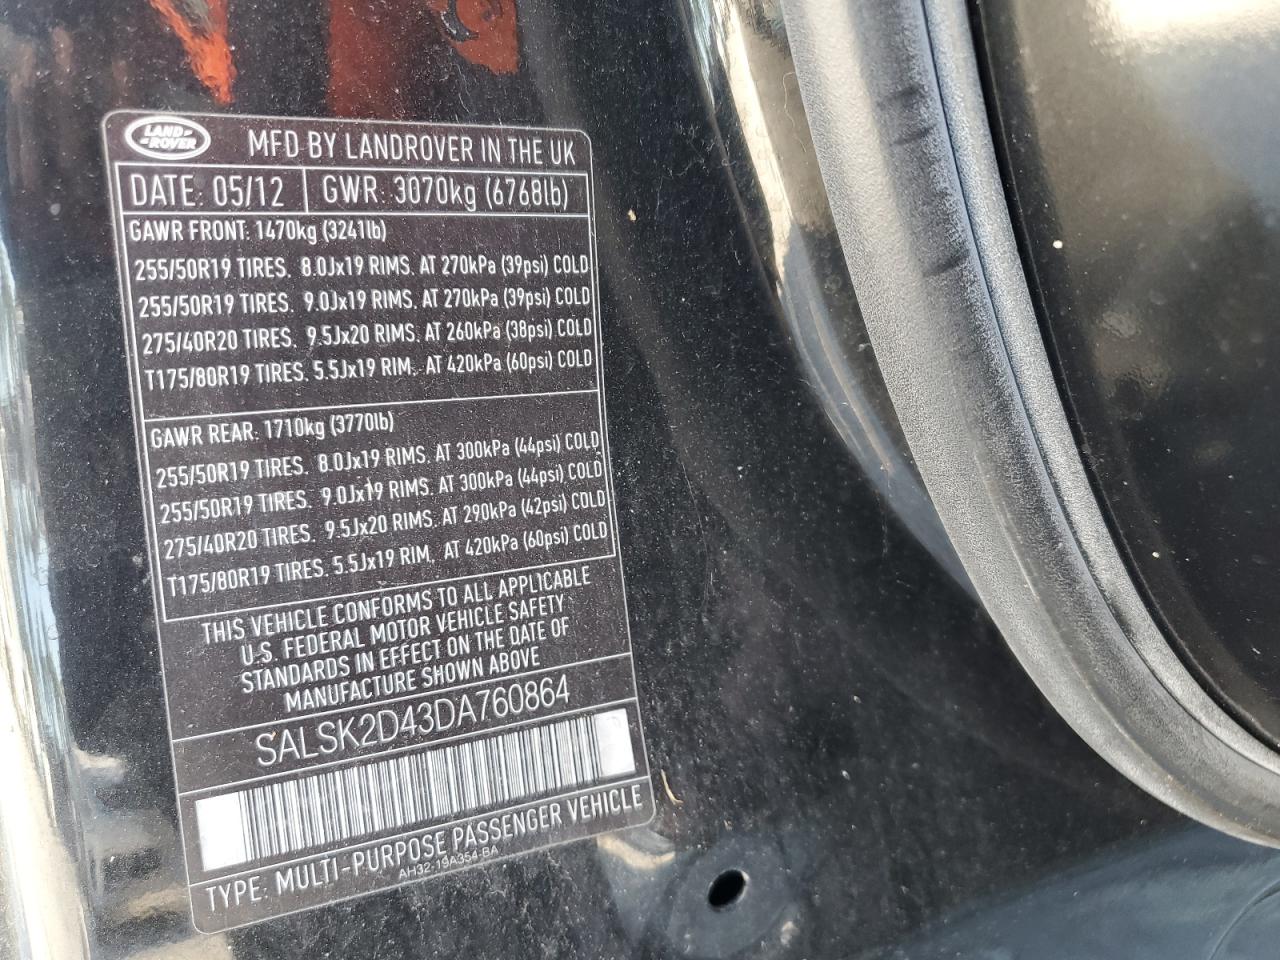 LAND-
-ROVER
MFD BY LANDROVER IN THE UK
DATE: 05/12 GWR: 3070kg (6768lb)
GAWR FRONT: 1470kg (3241lb)
255/50R19 TIRES. 8.0Jx19 RIMS. AT 270kPa (39psi) COLD
255/50R19 TIRES. 9.0Jx19 RIMS. AT 270kPa (39psi) COLD
275/40R20 TIRES. 9.5Jx20 RIMS. AT 260kPa (38psi) COLD
T175/80R19 TIRES. 5.5Jx19 RIM. AT 420kPa (60psi) COLD
GAWR REAR: 1710kg (3770lb)
255/50R19 TIRES. 8.0Jx19 RIMS. AT 300kPa (44psi) COLD
255/50R19 TIRES. 9.0Jx19 RIMS. AT 300kPa (44psi) COLD
275/40R20 TIRES. 9.5Jx20 RIMS. AT 290kPa (42psi) COLD
T175/80R19 TIRES. 5.5Jx19 RIM, AT 420kPa (60psi) COLD
THIS VEHICLE CONFORMS TO ALL APPLICABLE
U.S. FEDERAL MOTOR VEHICLE SAFETY
STANDARDS IN EFFECT ON THE DATE OF
MANUFACTURE SHOWN ABOVE
SALSK2D43DA760864
TYPE: MULTI-PURPOSE PASSENGER VEHICLE
AH32-19A354-BA